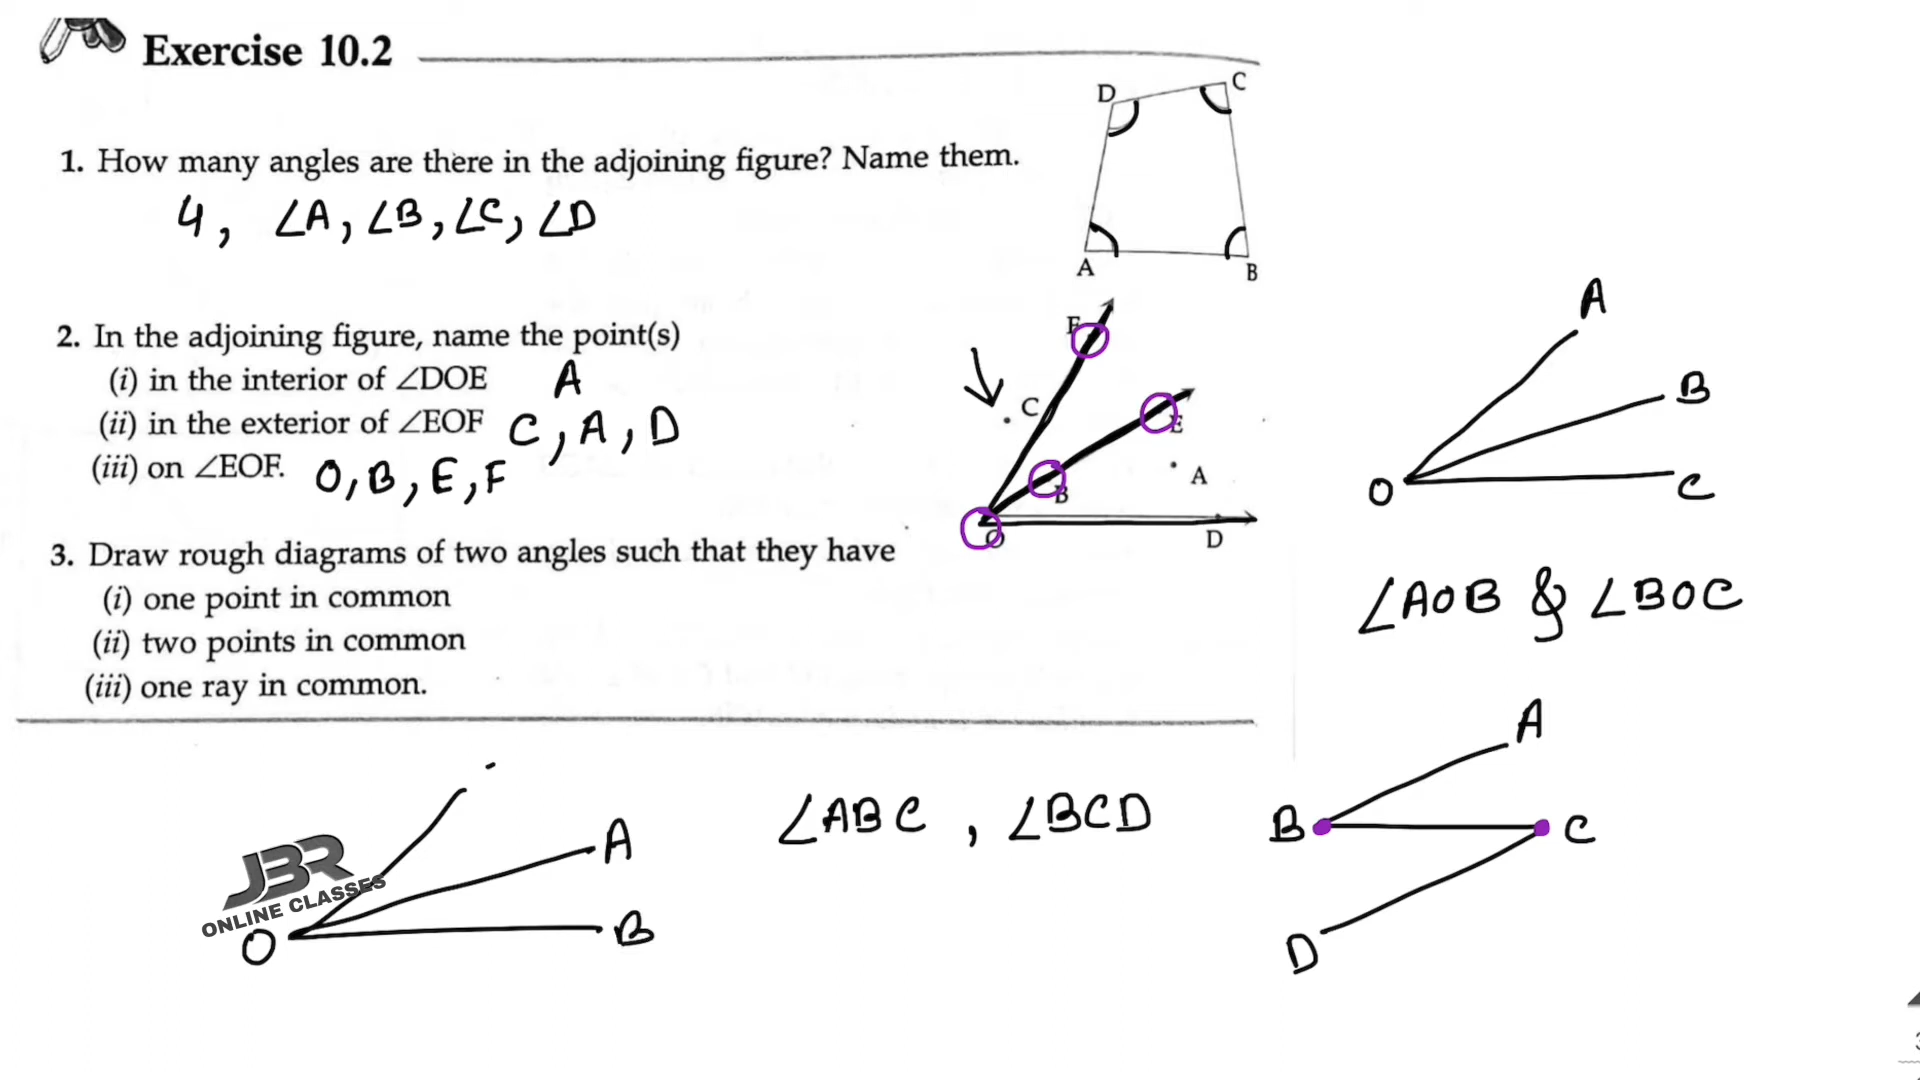 Exercise 10.2
1. How many angles are there in the adjoining figure? Name them.
4, ∠A, ∠B, ∠C, ∠D
D
C
A
B
2. In the adjoining figure, name the point(s)
(i) in the interior of ∠DOE A
(ii) in the exterior of ∠EOF C, A, D
(iii) on ∠EOF. O, B, E, F
F
C
E
B
A
O
D
A
B
O
C
∠AOB & ∠BOC
3. Draw rough diagrams of two angles such that they have
(i) one point in common
(ii) two points in common
(iii) one ray in common.
JBR
ONLINE CLASSES
A
O
B
∠ABC, ∠BCD
A
B
C
D